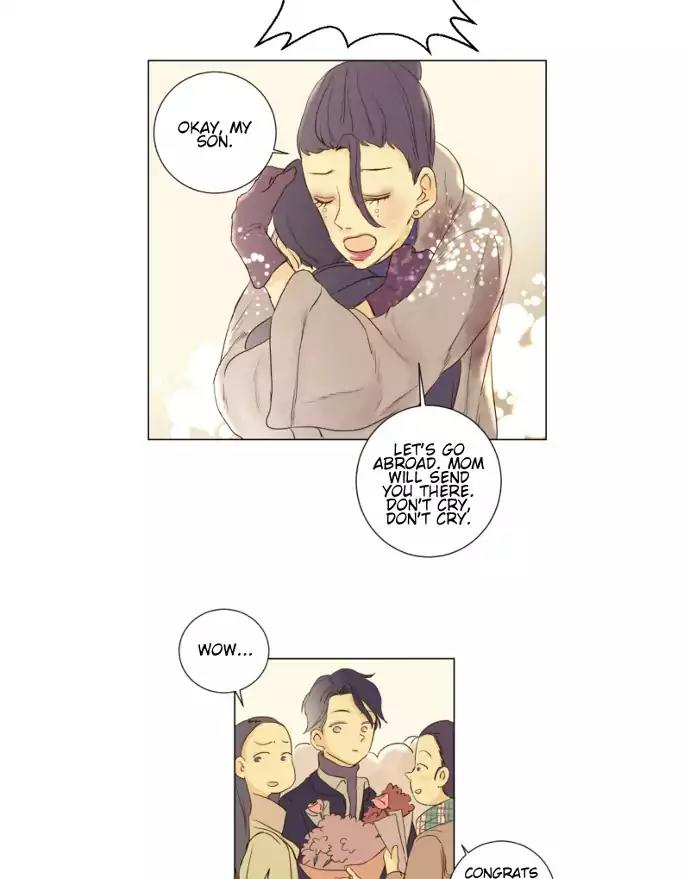 OKAY, MY
SON.
LET'S GO
ABROAD. MOM
WILL SEND
YOU THERE.
DON'T CRY,
DON'T CRY.
WOW...
CONGRATS